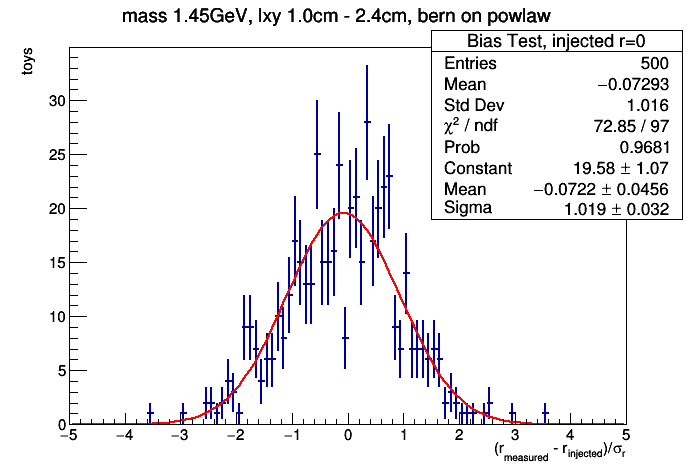 mass 1.45GeV, lxy 1.0cm - 2.4cm, bern on powlaw
Bias Test, injected r=0
Entries 500
Mean −0.07293
Std Dev 1.016
χ² / ndf 72.85 / 97
Prob 0.9681
Constant 19.58 ± 1.07
Mean −0.0722 ± 0.0456
Sigma 1.019 ± 0.032
toys
30
25
20
15
10
5
0
−5 −4 −3 −2 −1 0 1 2 3 4 5
(r_measured - r_injected)/σ_r